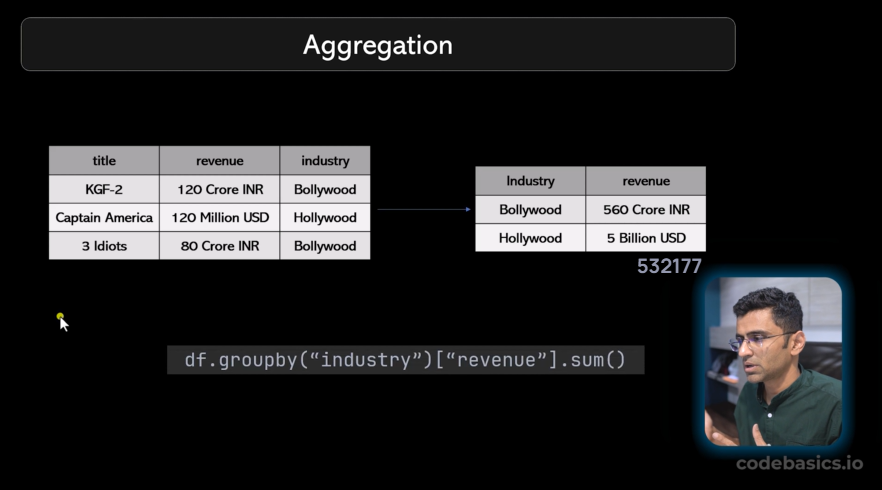 Aggregation
title revenue industry
KGF-2 120 Crore INR Bollywood
Captain America 120 Million USD Hollywood
3 Idiots 80 Crore INR Bollywood
Industry revenue
Bollywood 560 Crore INR
Hollywood 5 Billion USD
532177
df.groupby(“industry”)[“revenue”].sum()
codebasics.io